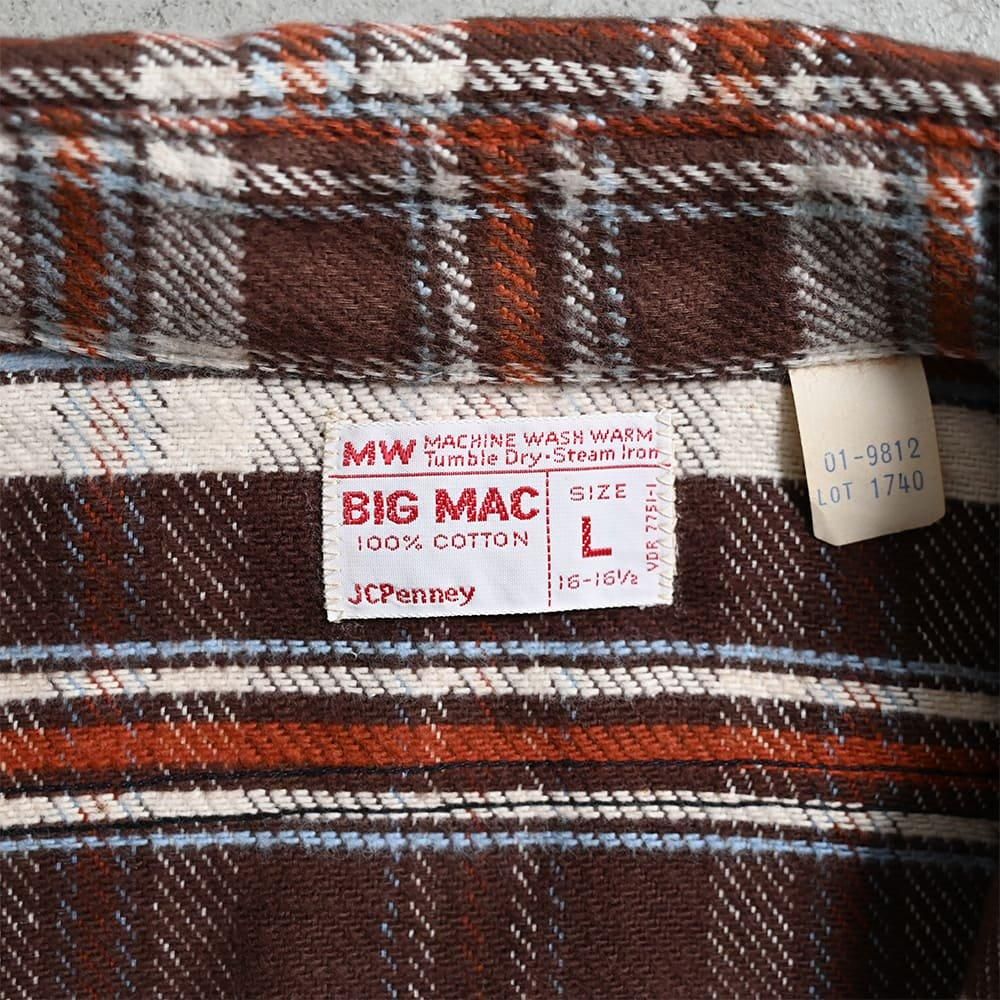 MW MACHINE WASH WARM
Tumble Dry·Steam Iron
BIG MAC
100% COTTON
JCPenney
SIZE
L
16-16½
VDR 7751-1
01-9812
LOT 1740